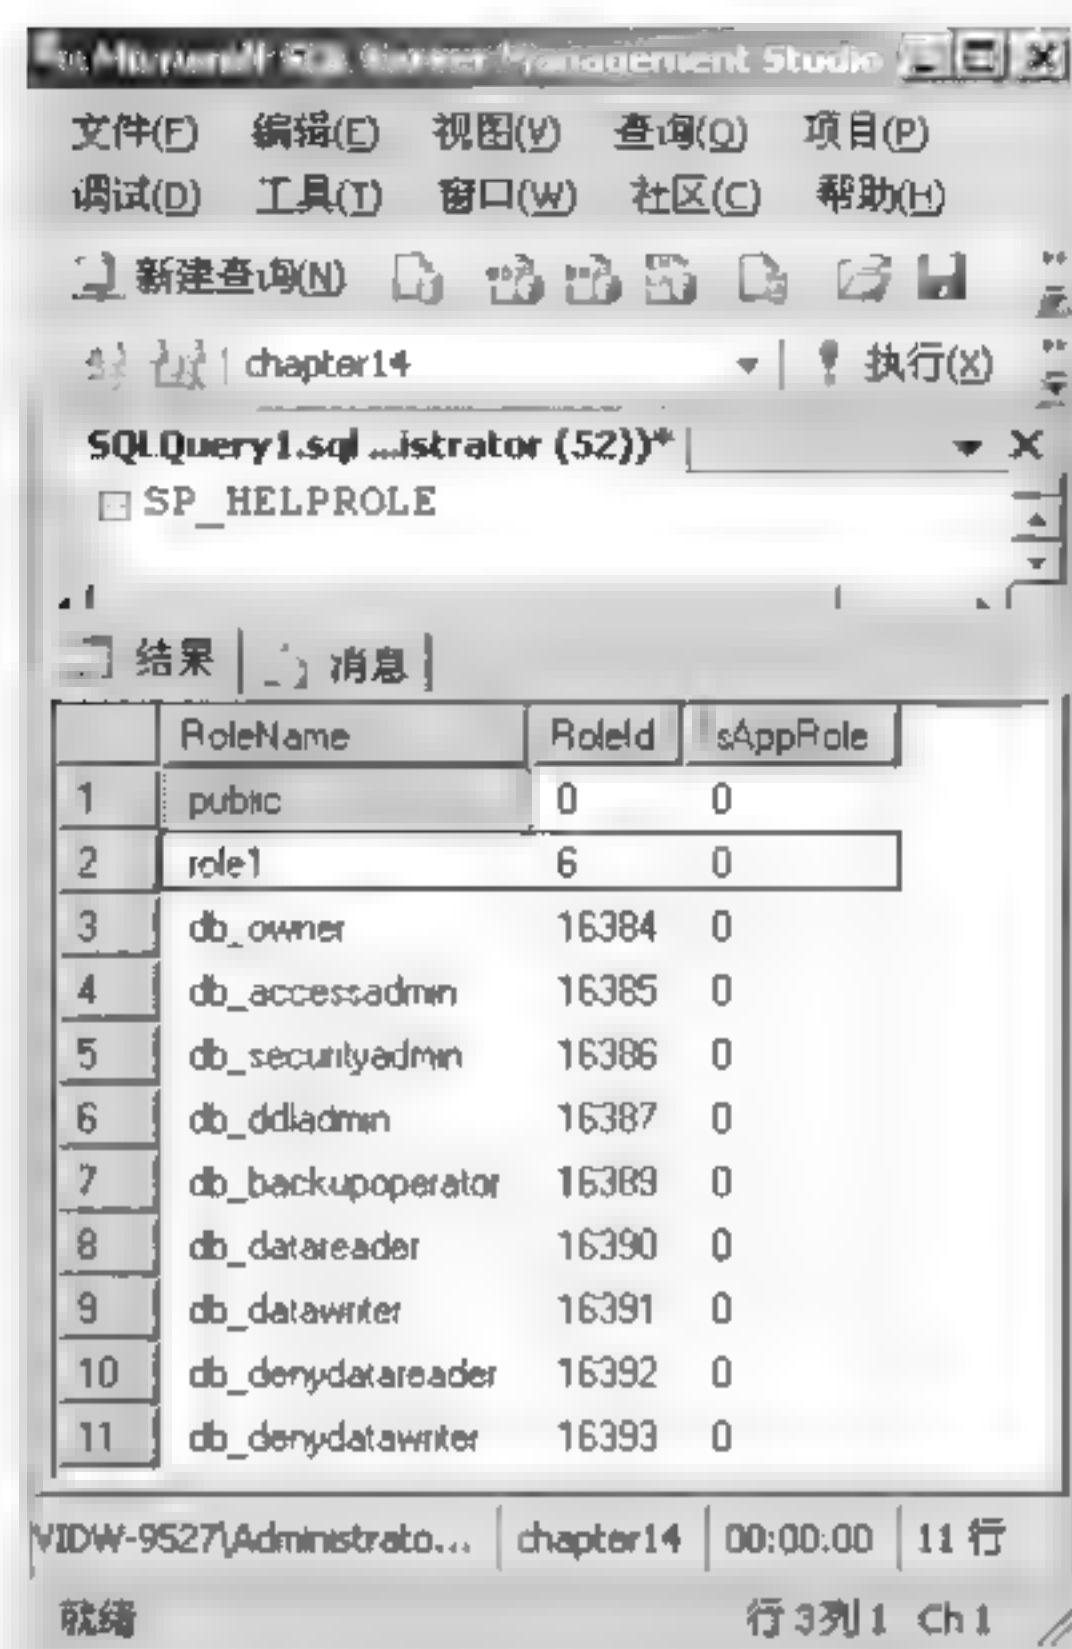 Management Studio
文件(F) 编辑(E) 视图(V) 查询(Q) 项目(P)
调试(D) 工具(T) 窗口(W) 社区(C) 帮助(H)
新建查询(N)
chapter14 执行(X)
SQLQuery1.sql ...istrator (52))*
SP_HELPROLE
结果 消息
RoleName RoleId sAppRole
1 public 0 0
2 role1 6 0
3 db_owner 16384 0
4 db_accessadmin 16385 0
5 db_securityadmin 16386 0
6 db_ddladmin 16387 0
7 db_backupoperator 16389 0
8 db_datareader 16390 0
9 db_datawriter 16391 0
10 db_denydatareader 16392 0
11 db_denydatawriter 16393 0
VIDW-9527\Administrato... chapter14 00:00:00 11 行
就绪 行 3 列 1 Ch 1